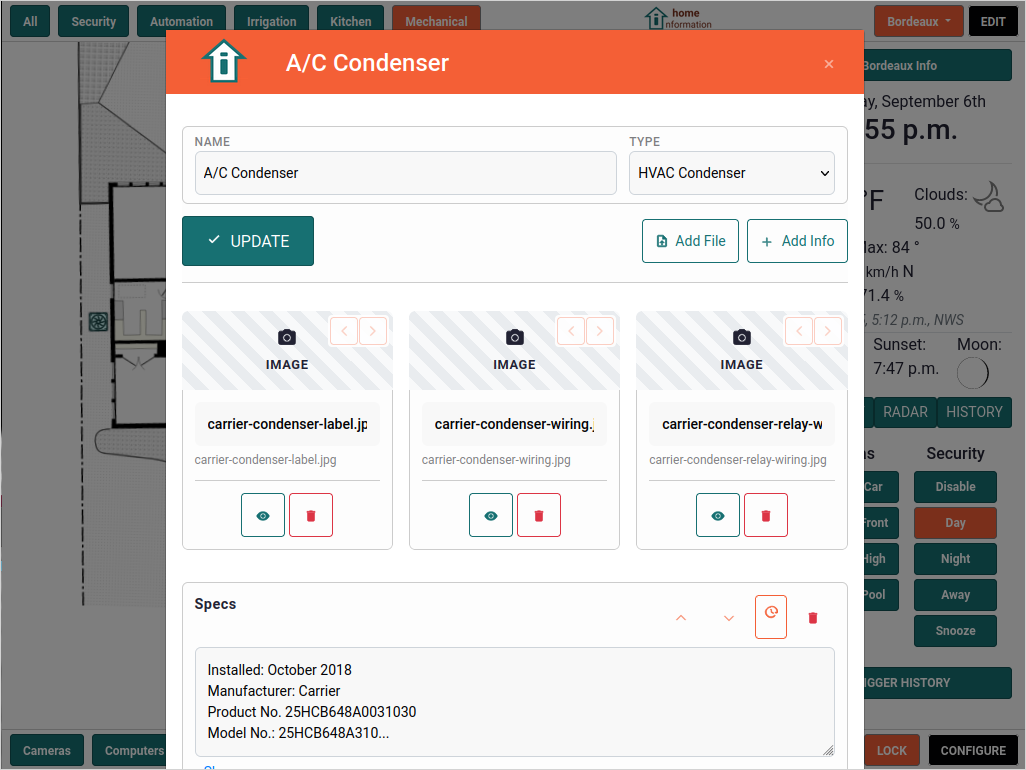 All
Security
Automation
Irrigation
Kitchen
Mechanical
home
nformation
Bordeaux
EDIT
A/C Condenser
×
Bordeaux Info
ay, September 6th
55 p.m.
°F
Clouds:
50.0 %
Max: 84 °
km/h N
71.4 %
, 5:12 p.m., NWS
Sunset:
Moon:
7:47 p.m.
RADAR
HISTORY
Security
Car
Disable
Front
Day
High
Night
Pool
Away
Snooze
IGGER HISTORY
NAME
TYPE
A/C Condenser
HVAC Condenser
UPDATE
Add File
Add Info
IMAGE
IMAGE
IMAGE
carrier-condenser-label.jp
carrier-condenser-wiring.j
carrier-condenser-relay-w
carrier-condenser-label.jpg
carrier-condenser-wiring.jpg
carrier-condenser-relay-wiring.jpg
Specs
Installed: October 2018
Manufacturer: Carrier
Product No. 25HCB648A0031030
Model No.: 25HCB648A310...
Cameras
Computers
LOCK
CONFIGURE